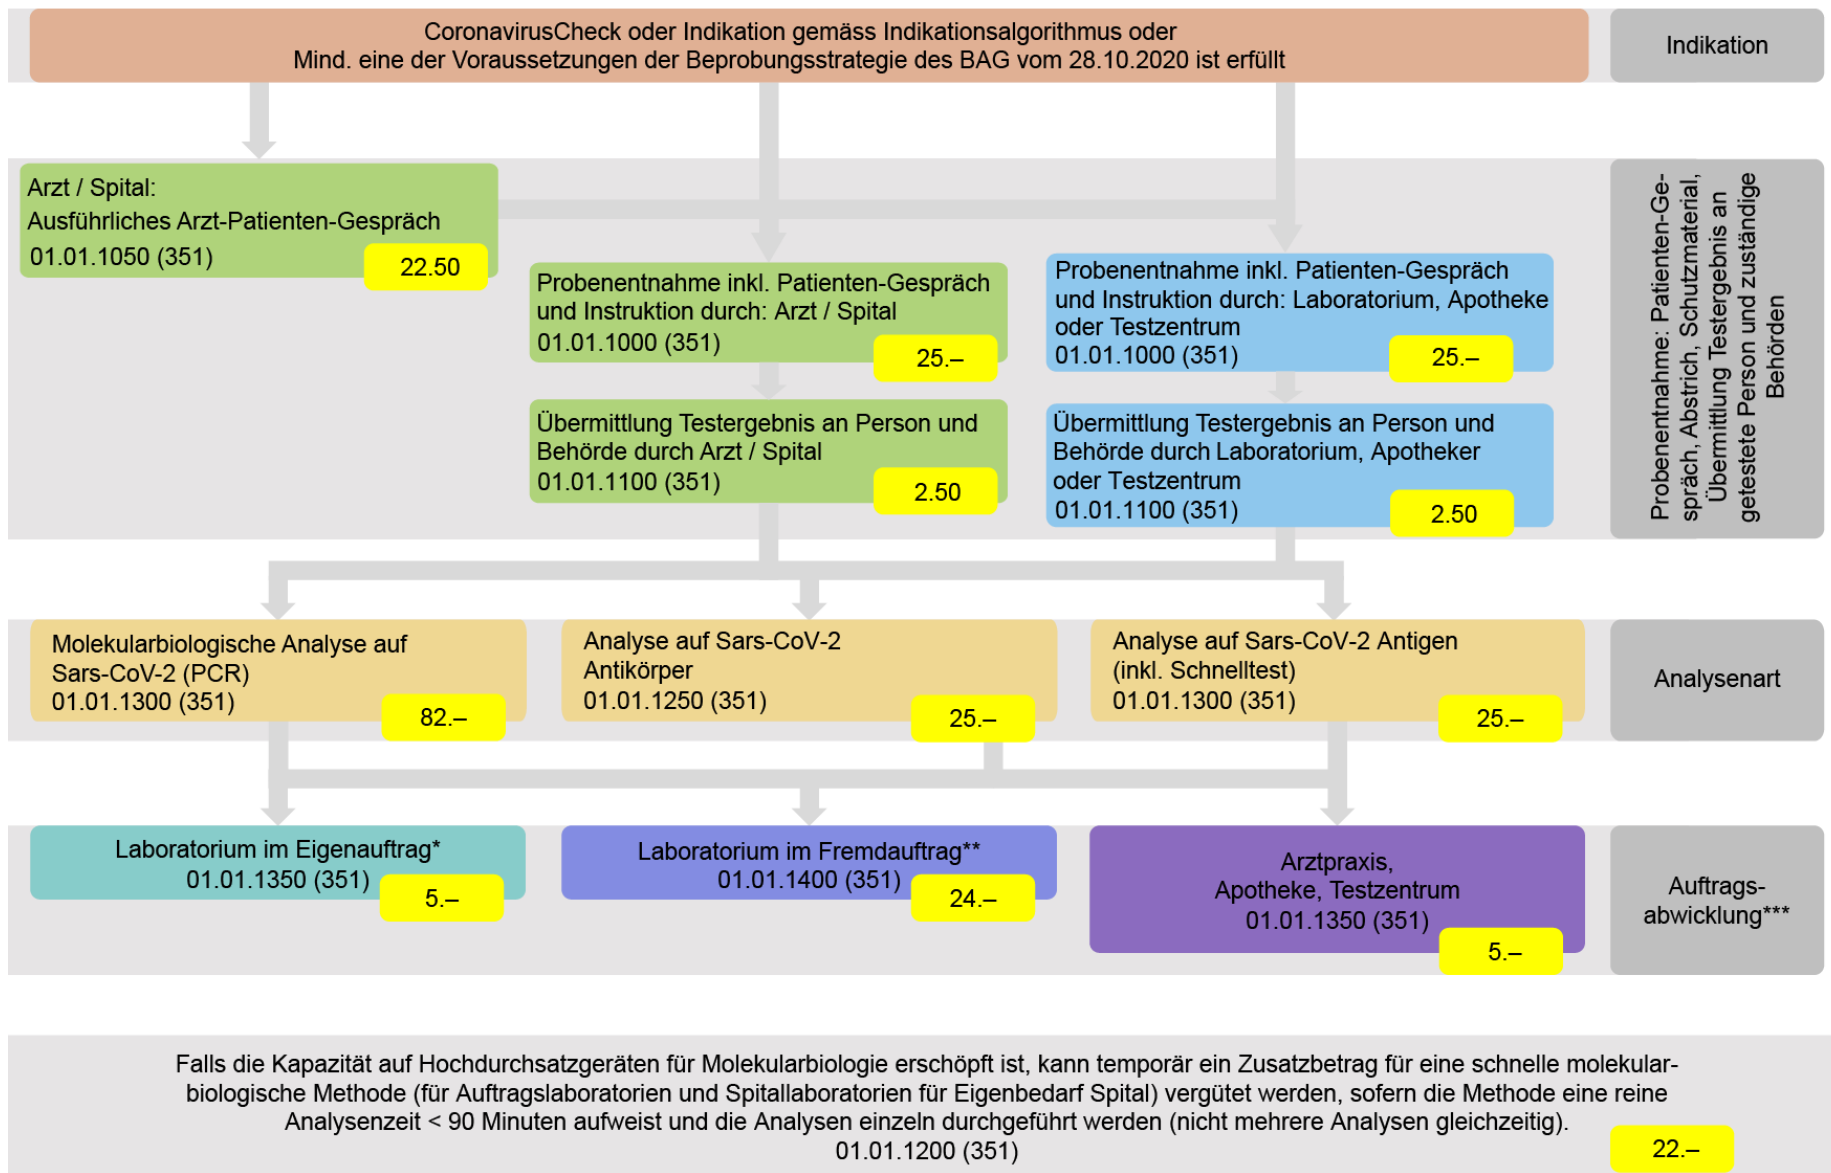 CoronavirusCheck oder Indikation gemäss Indikationsalgorithmus oder
Mind. eine der Voraussetzungen der Beprobungsstrategie des BAG vom 28.10.2020 ist erfüllt
Indikation
Arzt / Spital:
Ausführliches Arzt-Patienten-Gespräch
01.01.1050 (351)
22.50
Probenentnahme inkl. Patienten-Gespräch
und Instruktion durch: Arzt / Spital
01.01.1000 (351)
25.–
Probenentnahme inkl. Patienten-Gespräch
und Instruktion durch: Laboratorium, Apotheke
oder Testzentrum
01.01.1000 (351)
25.–
Übermittlung Testergebnis an Person und
Behörde durch Arzt / Spital
01.01.1100 (351)
2.50
Übermittlung Testergebnis an Person und
Behörde durch Laboratorium, Apotheker
oder Testzentrum
01.01.1100 (351)
2.50
Probenentnahme: Patienten-Ge-
spräch, Abstrich, Schutzmaterial,
Übermittlung Testergebnis an
getestete Person und zuständige
Behörden
Molekularbiologische Analyse auf
Sars-CoV-2 (PCR)
01.01.1300 (351)
82.–
Analyse auf Sars-CoV-2
Antikörper
01.01.1250 (351)
25.–
Analyse auf Sars-CoV-2 Antigen
(inkl. Schnelltest)
01.01.1300 (351)
25.–
Analysenart
Laboratorium im Eigenauftrag*
01.01.1350 (351)
5.–
Laboratorium im Fremdauftrag**
01.01.1400 (351)
24.–
Arztpraxis,
Apotheke, Testzentrum
01.01.1350 (351)
5.–
Auftrags-
abwicklung***
Falls die Kapazität auf Hochdurchsatzgeräten für Molekularbiologie erschöpft ist, kann temporär ein Zusatzbetrag für eine schnelle molekular-
biologische Methode (für Auftragslaboratorien und Spitallaboratorien für Eigenbedarf Spital) vergütet werden, sofern die Methode eine reine
Analysenzeit < 90 Minuten aufweist und die Analysen einzeln durchgeführt werden (nicht mehrere Analysen gleichzeitig).
01.01.1200 (351)
22.–